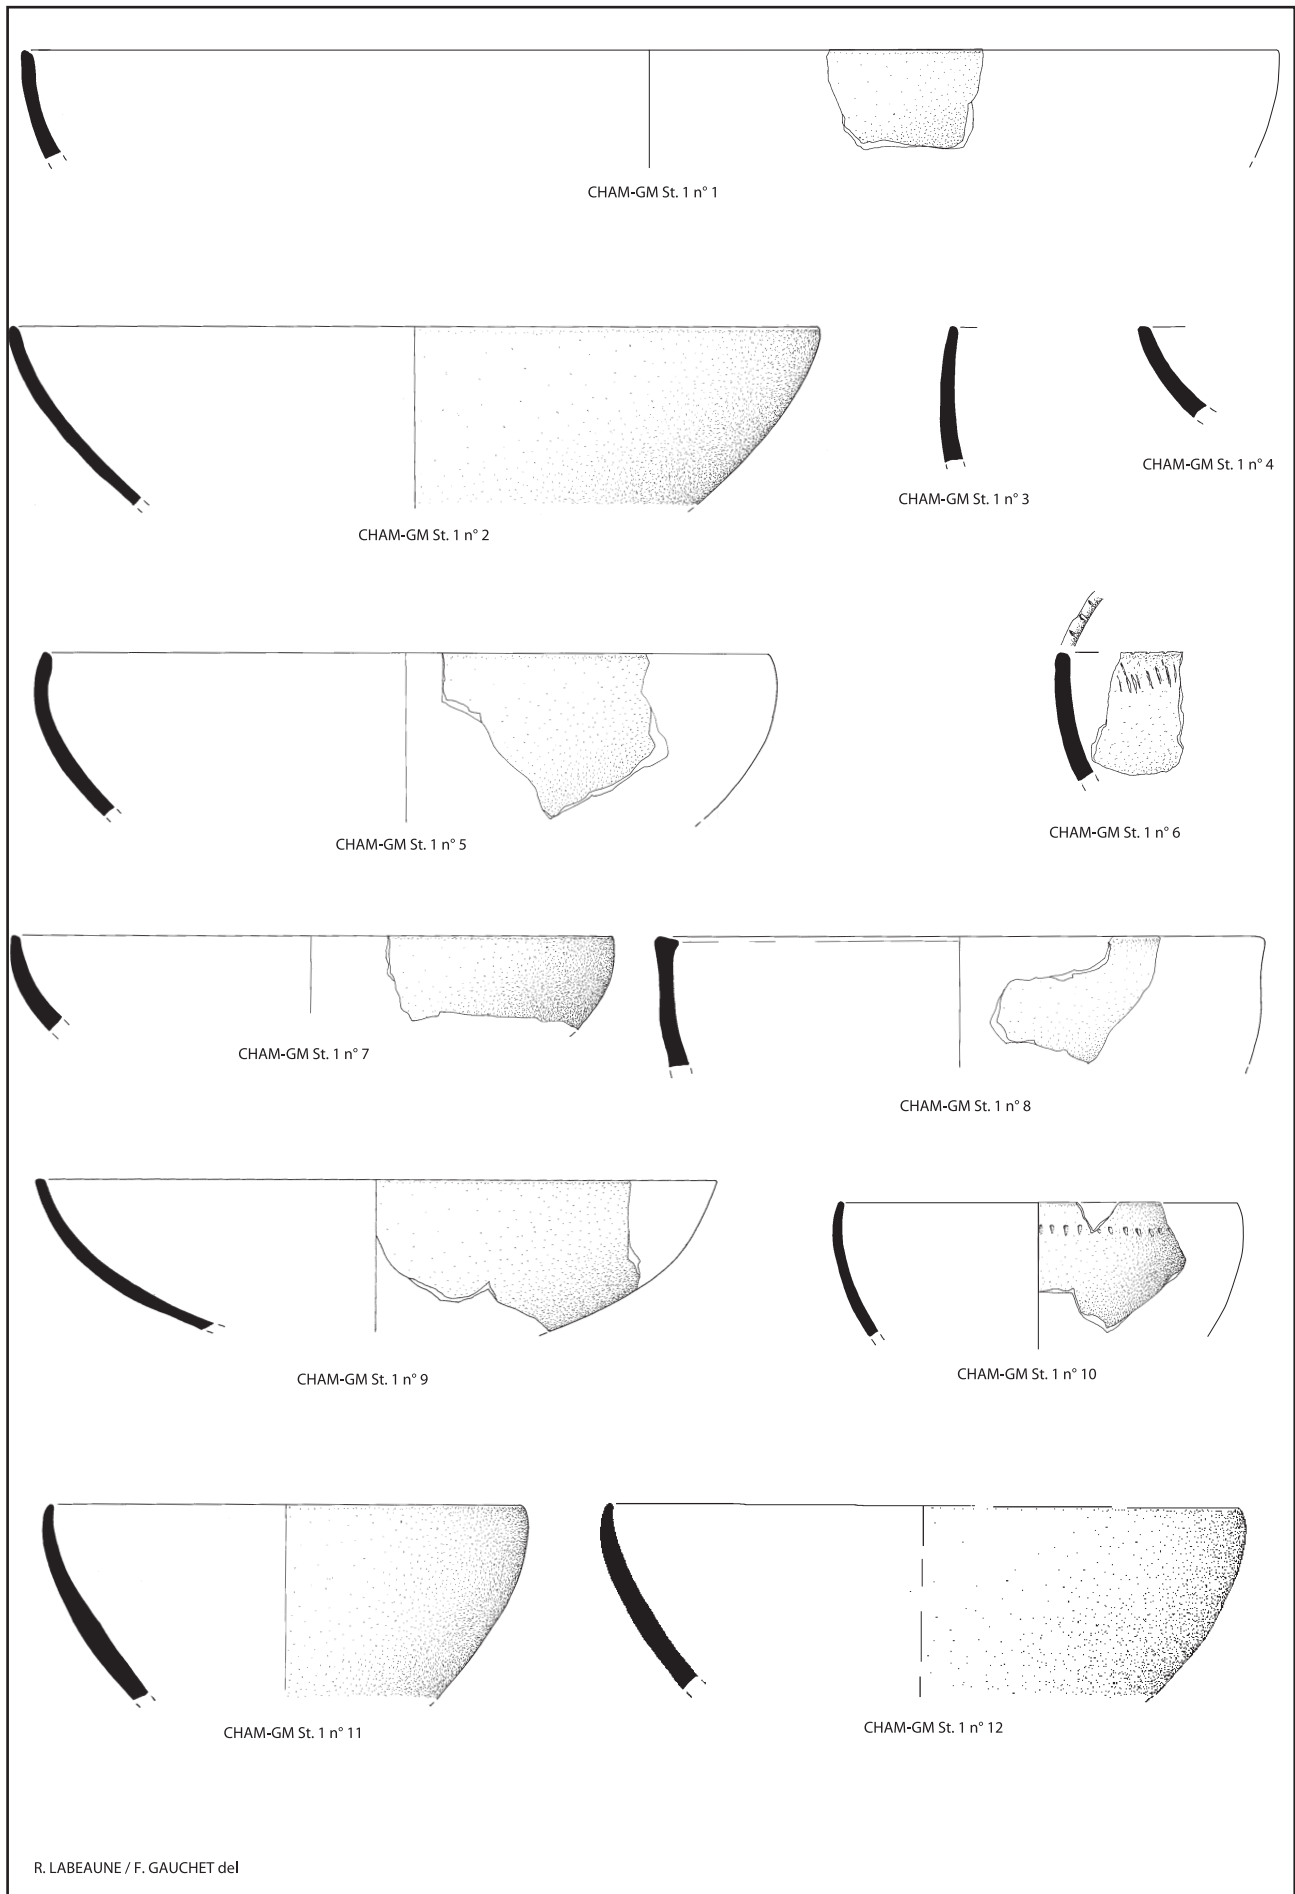 CHAM-GM St. 1 n° 1
CHAM-GM St. 1 n° 2
CHAM-GM St. 1 n° 3
CHAM-GM St. 1 n° 4
CHAM-GM St. 1 n° 5
CHAM-GM St. 1 n° 6
CHAM-GM St. 1 n° 7
CHAM-GM St. 1 n° 8
CHAM-GM St. 1 n° 9
CHAM-GM St. 1 n° 10
CHAM-GM St. 1 n° 11
CHAM-GM St. 1 n° 12
R. LABEAUNE / F. GAUCHET del